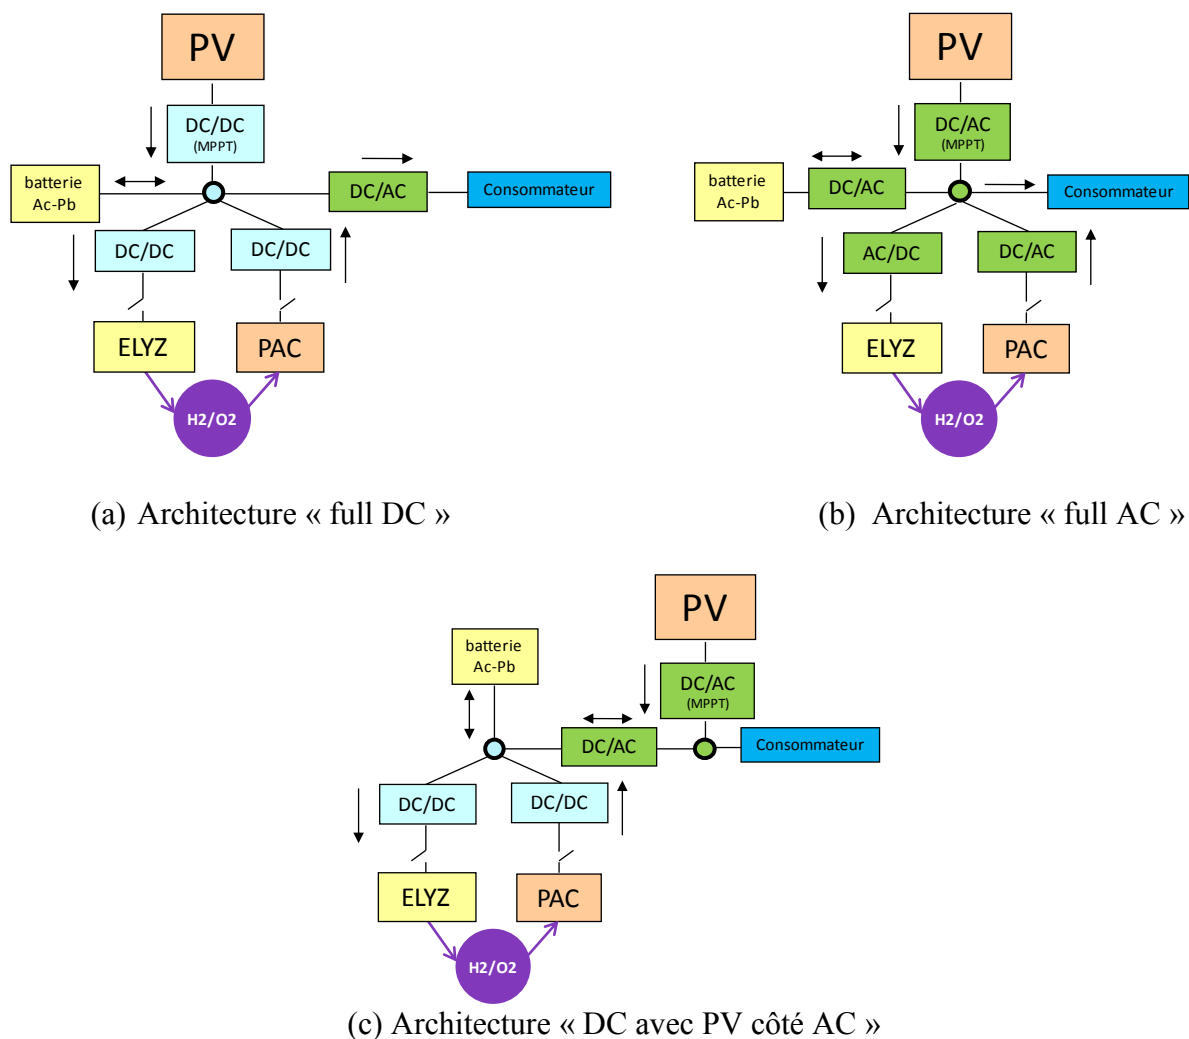 PV
DC/DC
(MPPT)
batterie
Ac-Pb
DC/AC
Consommateur
DC/DC
DC/DC
ELYZ
PAC
H2/O2
(a) Architecture « full DC »
PV
DC/AC
(MPPT)
batterie
Ac-Pb
DC/AC
Consommateur
AC/DC
DC/AC
ELYZ
PAC
H2/O2
(b) Architecture « full AC »
PV
batterie
Ac-Pb
DC/AC
(MPPT)
DC/AC
Consommateur
DC/DC
DC/DC
ELYZ
PAC
H2/O2
(c) Architecture « DC avec PV côté AC »